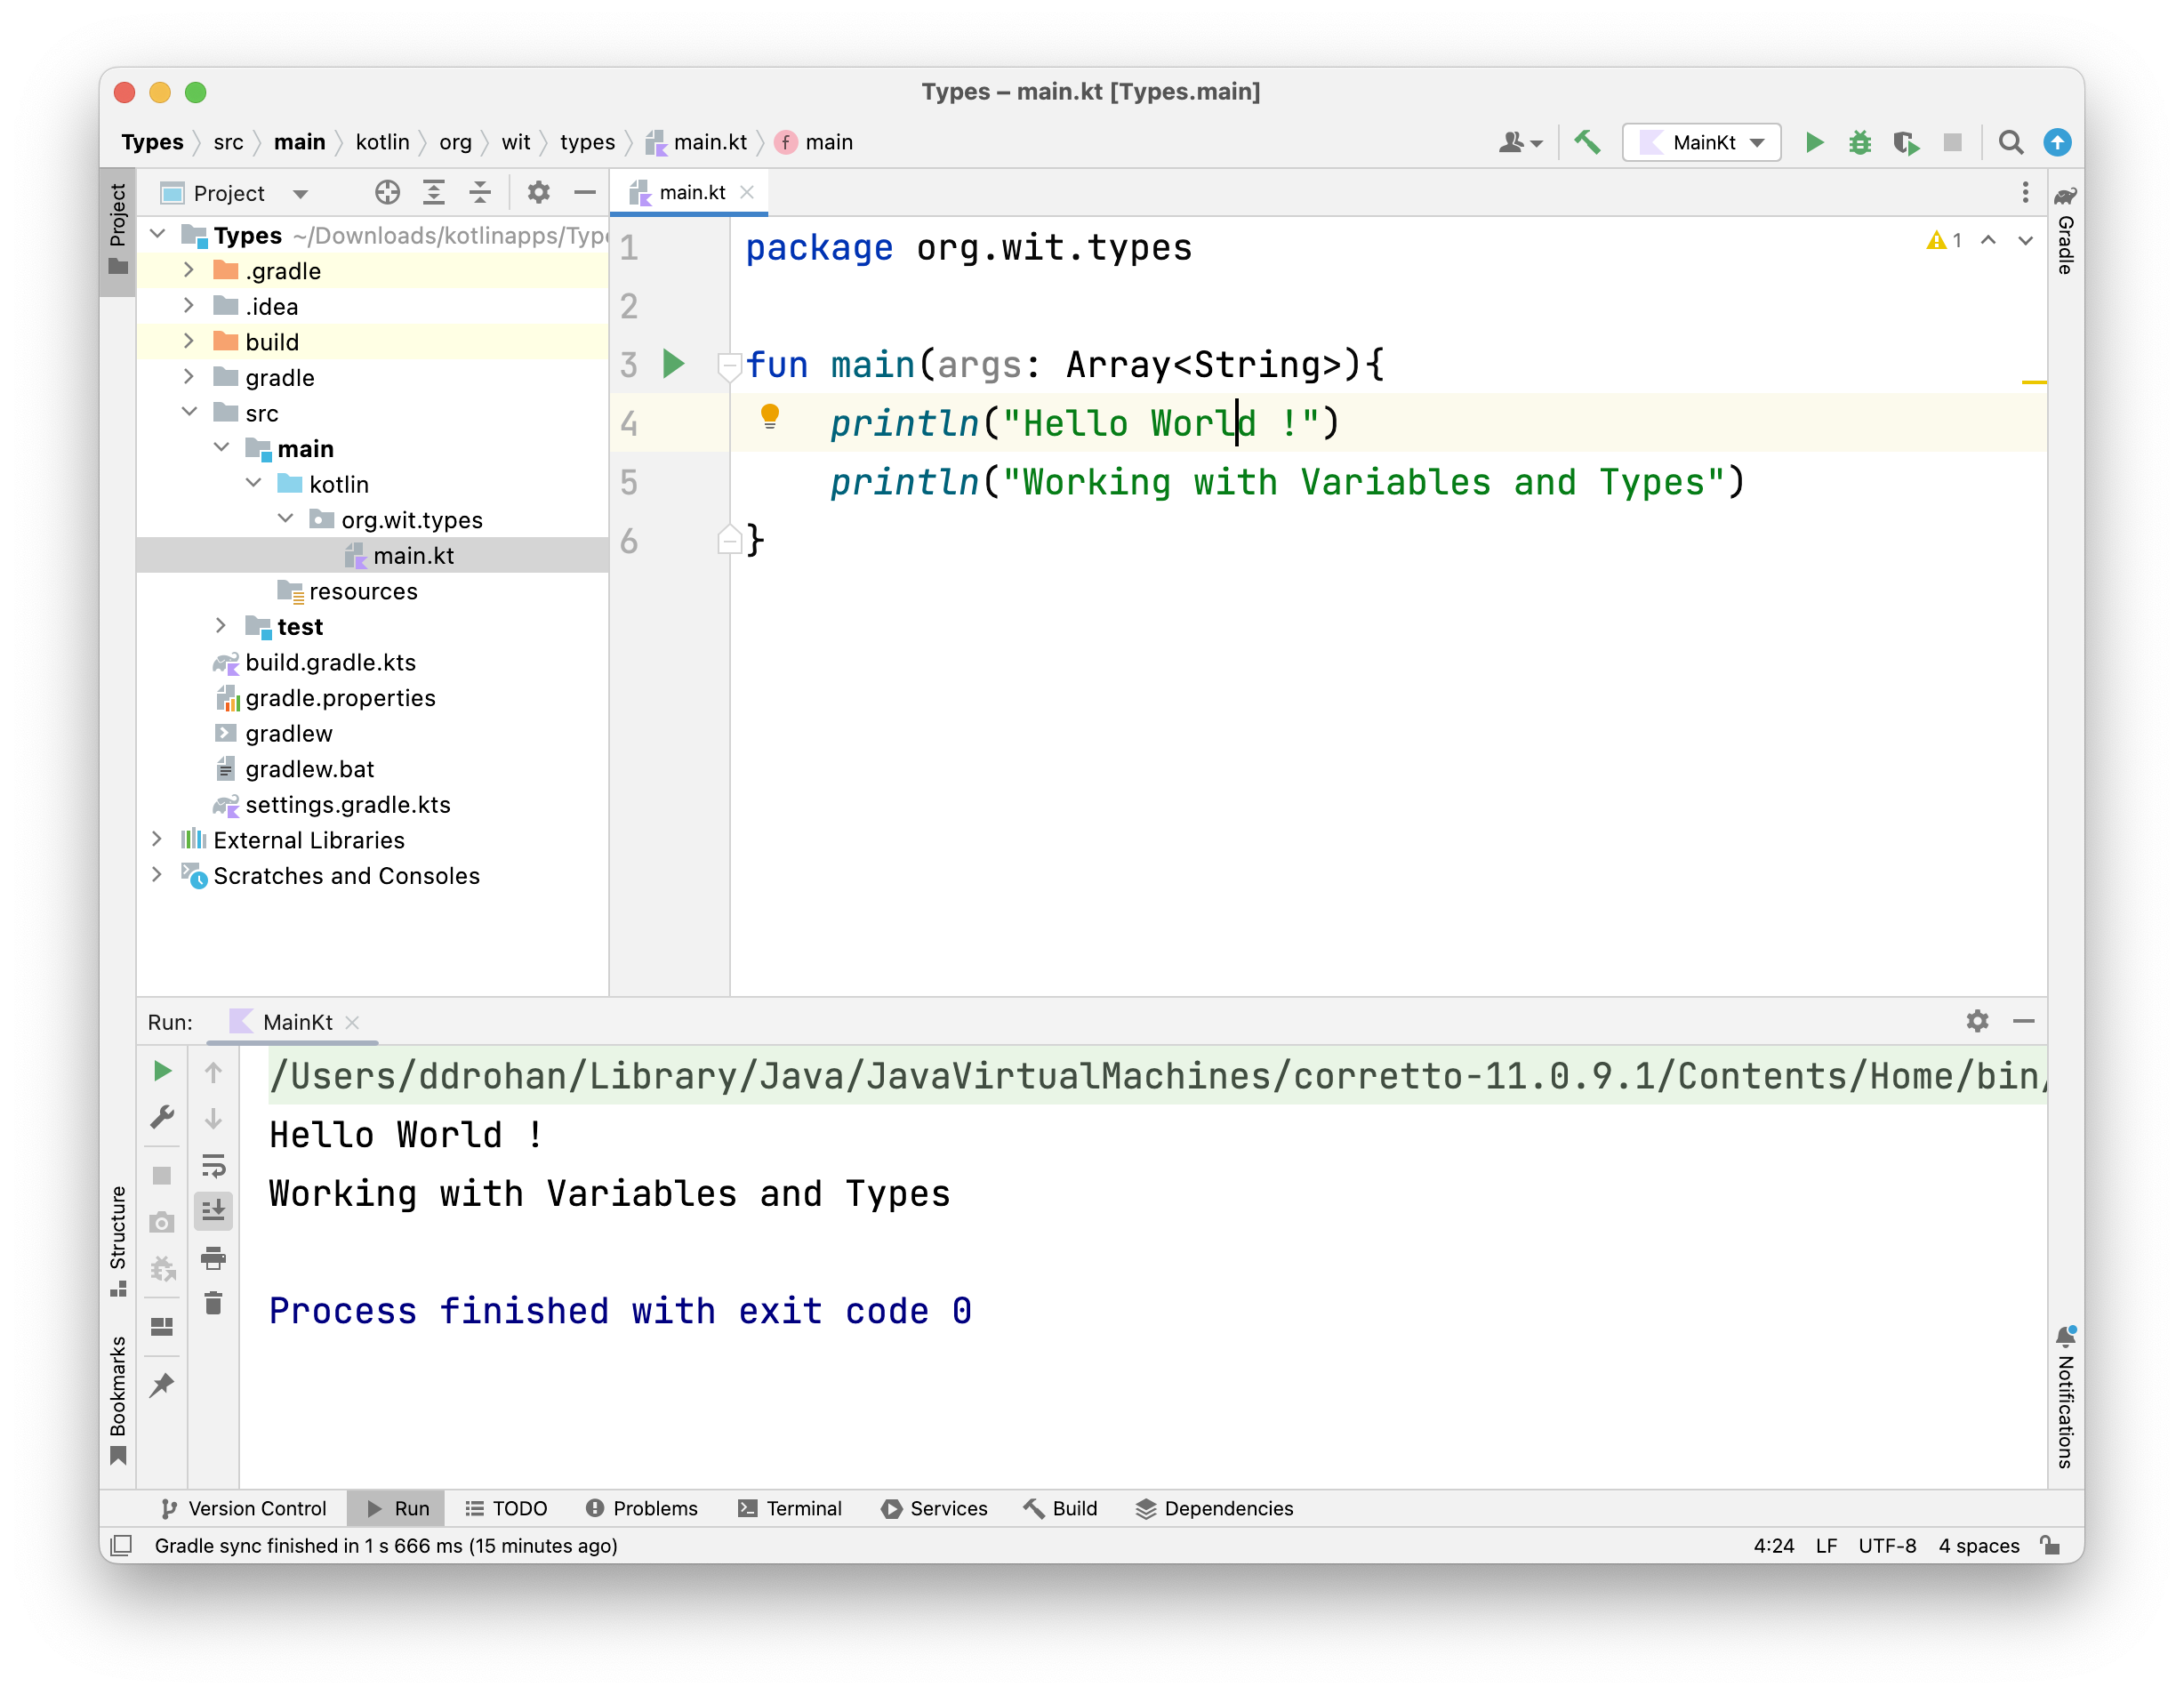 Types – main.kt [Types.main]
Types src main kotlin org wit types main.kt f main MainKt
Project
Project
main.kt
Gradle
Types ~/Downloads/kotlinapps/Typ
.gradle
.idea
build
gradle
src
main
kotlin
org.wit.types
main.kt
resources
test
build.gradle.kts
gradle.properties
gradlew
gradlew.bat
settings.gradle.kts
External Libraries
Scratches and Consoles
1 package org.wit.types
1
2
3 fun main(args: Array<String>){
4 println("Hello World !")
5 println("Working with Variables and Types")
6 }
Run: MainKt
/Users/ddrohan/Library/Java/JavaVirtualMachines/corretto-11.0.9.1/Contents/Home/bin/
Hello World !
Working with Variables and Types
Process finished with exit code 0
Structure
Bookmarks
Notifications
Version Control Run TODO Problems Terminal Services Build Dependencies
Gradle sync finished in 1 s 666 ms (15 minutes ago) 4:24 LF UTF-8 4 spaces